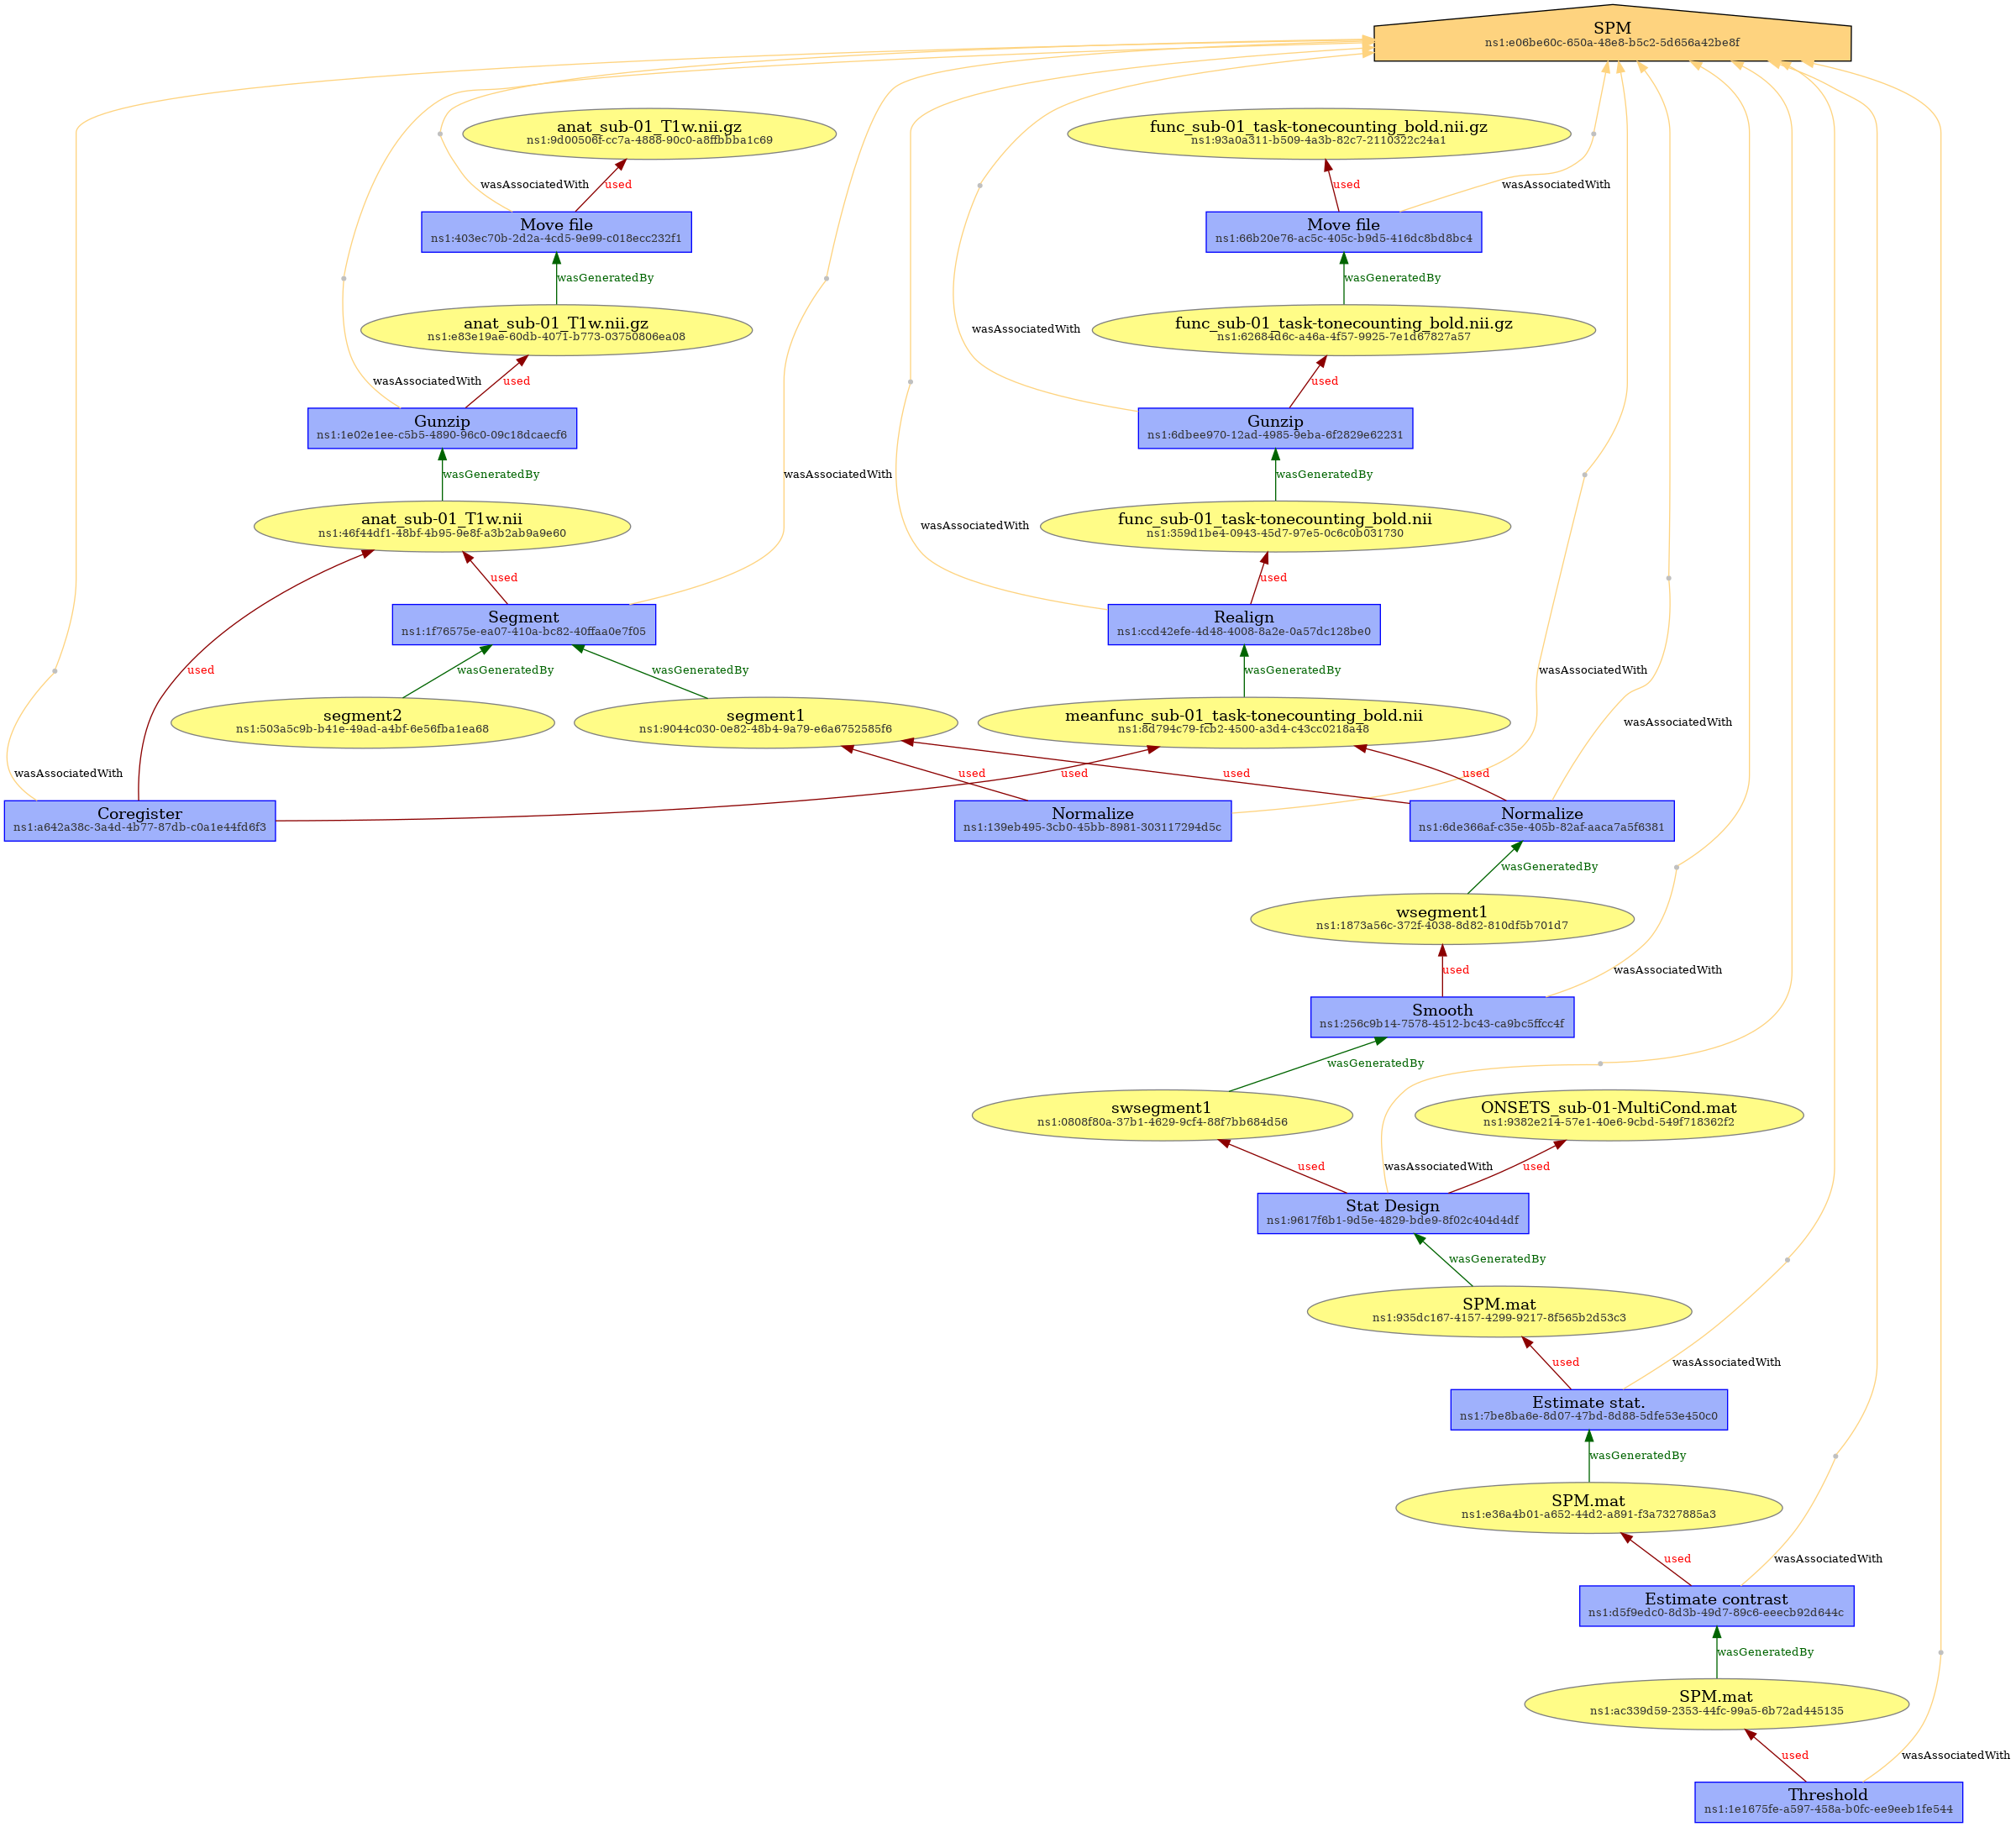 SPM
ns1:e06be60c-650a-48e8-b5c2-5d656a42be8f
anat_sub-01_T1w.nii.gz
ns1:9d00506f-cc7a-4888-90c0-a8ffbbba1c69
func_sub-01_task-tonecounting_bold.nii.gz
ns1:93a0a311-b509-4a3b-82c7-2110322c24a1
wasAssociatedWith
used
used
wasAssociatedWith
Move file
ns1:403ec70b-2d2a-4cd5-9e99-c018ecc232f1
Move file
ns1:66b20e76-ac5c-405c-b9d5-416dc8bd8bc4
wasGeneratedBy
wasGeneratedBy
anat_sub-01_T1w.nii.gz
ns1:e83e19ae-60db-4071-b773-03750806ea08
wasAssociatedWith
func_sub-01_task-tonecounting_bold.nii.gz
ns1:62684d6c-a46a-4f57-9925-7e1d67827a57
wasAssociatedWith
used
used
Gunzip
ns1:1e02e1ee-c5b5-4890-96c0-09c18dcaecf6
Gunzip
ns1:6dbee970-12ad-4985-9eba-6f2829e62231
wasGeneratedBy
wasAssociatedWith
wasGeneratedBy
anat_sub-01_T1w.nii
ns1:46f44df1-48bf-4b95-9e8f-a3b2ab9a9e60
wasAssociatedWith
func_sub-01_task-tonecounting_bold.nii
ns1:359d1be4-0943-45d7-97e5-0c6c0b031730
used
used
Segment
ns1:1f76575e-ea07-410a-bc82-40ffaa0e7f05
Realign
ns1:ccd42efe-4d48-4008-8a2e-0a57dc128be0
used
wasGeneratedBy
wasGeneratedBy
wasGeneratedBy
wasAssociatedWith
segment2
ns1:503a5c9b-b41e-49ad-a4bf-6e56fba1ea68
segment1
ns1:9044c030-0e82-48b4-9a79-e6a6752585f6
meanfunc_sub-01_task-tonecounting_bold.nii
ns1:8d794c79-fcb2-4500-a3d4-c43cc0218a48
wasAssociatedWith
wasAssociatedWith
used
used
used
used
Coregister
ns1:a642a38c-3a4d-4b77-87db-c0a1e44fd6f3
Normalize
ns1:139eb495-3cb0-45bb-8981-303117294d5c
Normalize
ns1:6de366af-c35e-405b-82af-aaca7a5f6381
wasGeneratedBy
wsegment1
ns1:1873a56c-372f-4038-8d82-810df5b701d7
used
wasAssociatedWith
Smooth
ns1:256c9b14-7578-4512-bc43-ca9bc5ffcc4f
wasGeneratedBy
swsegment1
ns1:0808f80a-37b1-4629-9cf4-88f7bb684d56
ONSETS_sub-01-MultiCond.mat
ns1:9382e214-57e1-40e6-9cbd-549f718362f2
used
wasAssociatedWith
used
Stat Design
ns1:9617f6b1-9d5e-4829-bde9-8f02c404d4df
wasGeneratedBy
SPM.mat
ns1:935dc167-4157-4299-9217-8f565b2d53c3
used
wasAssociatedWith
Estimate stat.
ns1:7be8ba6e-8d07-47bd-8d88-5dfe53e450c0
wasGeneratedBy
SPM.mat
ns1:e36a4b01-a652-44d2-a891-f3a7327885a3
used
wasAssociatedWith
Estimate contrast
ns1:d5f9edc0-8d3b-49d7-89c6-eeecb92d644c
wasGeneratedBy
SPM.mat
ns1:ac339d59-2353-44fc-99a5-6b72ad445135
used
wasAssociatedWith
Threshold
ns1:1e1675fe-a597-458a-b0fc-ee9eeb1fe544